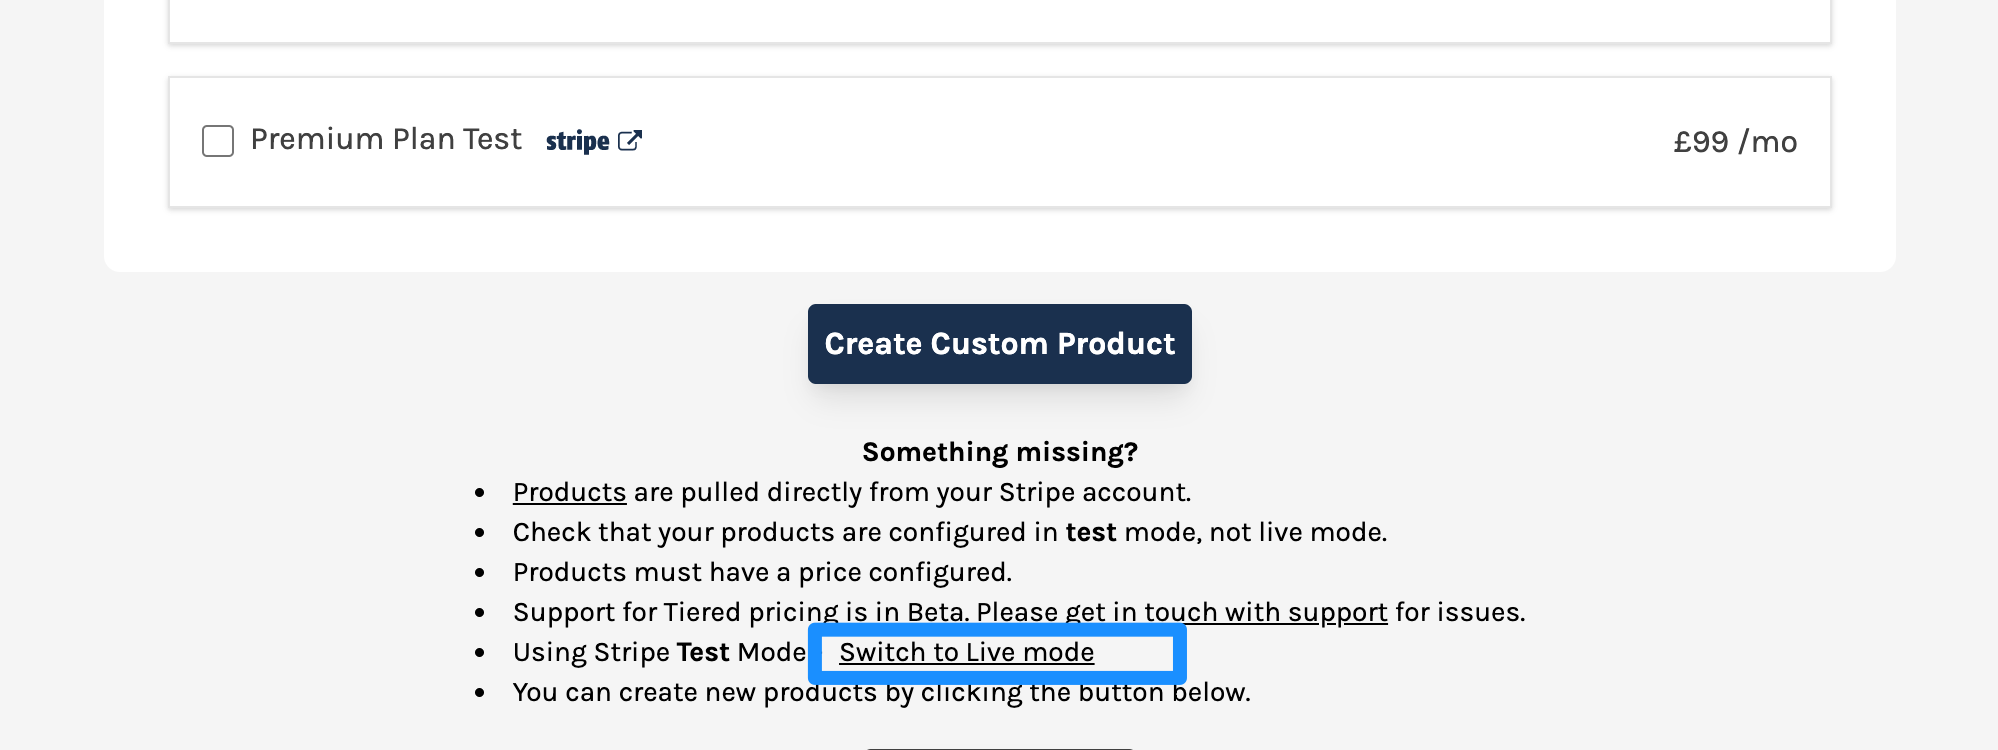 Premium Plan Test stripe £99 /mo
Create Custom Product
Something missing?
Products are pulled directly from your Stripe account.
Check that your products are configured in test mode, not live mode.
Products must have a price configured.
Support for Tiered pricing is in Beta. Please get in touch with support for issues.
Using Stripe Test Mode Switch to Live mode
You can create new products by clicking the button below.